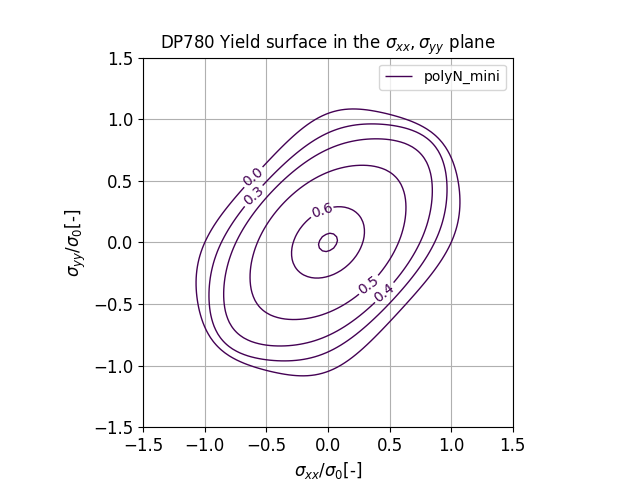 DP780 Yield surface in the σxx, σyy plane
polyN_mini
1.5
1.0
0.5
0.0
−0.5
−1.0
−1.5
σyy/σ0[-]
0.0
0.3
0.6
0.5
0.4
−1.5 −1.0 −0.5 0.0 0.5 1.0 1.5
σxx/σ0[-]